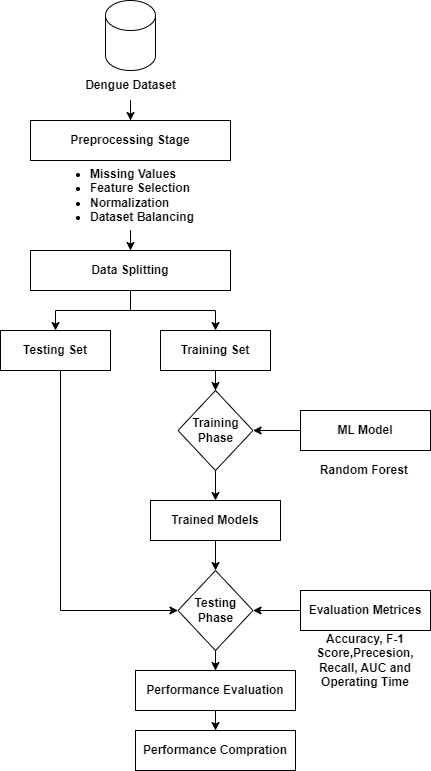 Dengue Dataset
Preprocessing Stage
• Missing Values
• Feature Selection
• Normalization
• Dataset Balancing
Data Splitting
Testing Set
Training Set
Training
Phase
ML Model
Random Forest
Trained Models
Testing
Phase
Evaluation Metrices
Accuracy, F-1
Score,Precesion,
Recall, AUC and
Operating Time
Performance Evaluation
Performance Compration